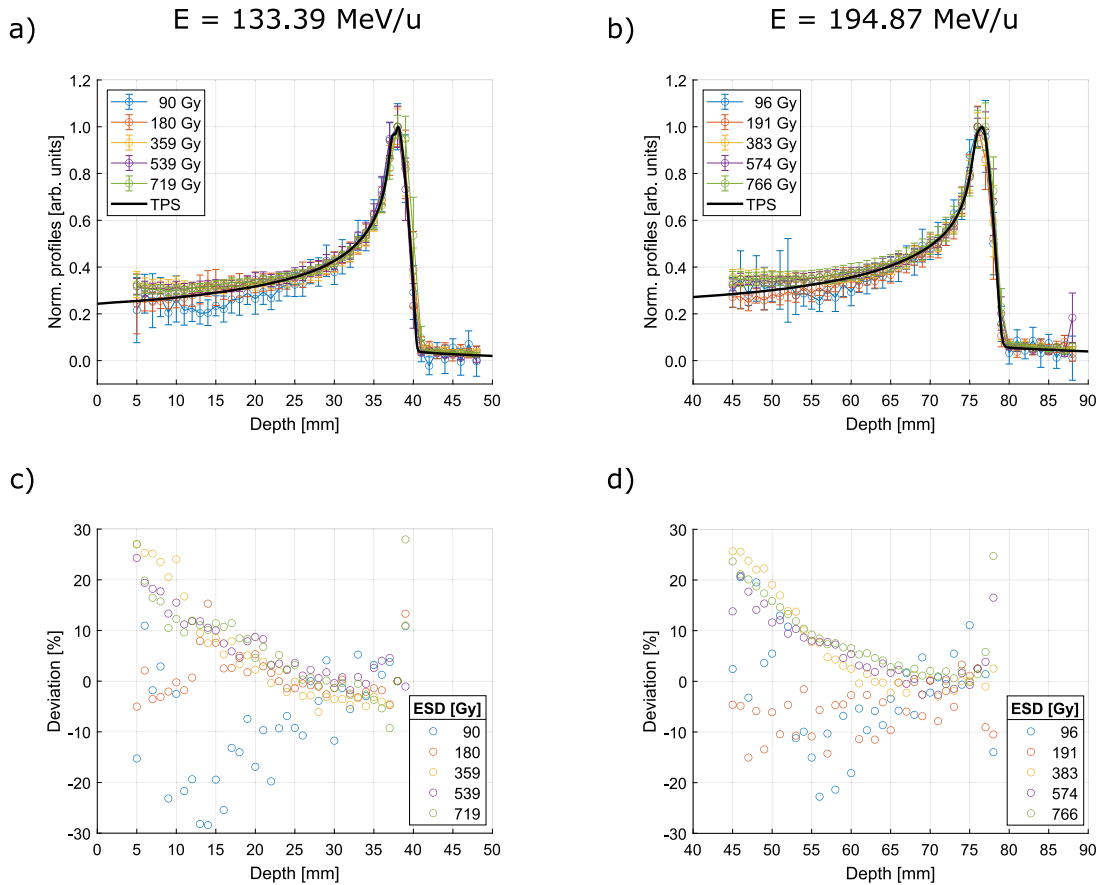 E = 133.39 MeV/u
E = 194.87 MeV/u
a)
b)
1.2
1.0
0.8
0.6
0.4
0.2
0.0
Norm. profiles [arb. units]
90 Gy
180 Gy
359 Gy
539 Gy
719 Gy
TPS
0 5 10 15 20 25 30 35 40 45 50
Depth [mm]
1.2
1.0
0.8
0.6
0.4
0.2
0.0
Norm. profiles [arb. units]
96 Gy
191 Gy
383 Gy
574 Gy
766 Gy
TPS
40 45 50 55 60 65 70 75 80 85 90
Depth [mm]
c)
d)
30
20
10
0
-10
-20
-30
Deviation [%]
ESD [Gy]
90
180
359
539
719
0 5 10 15 20 25 30 35 40 45 50
Depth [mm]
30
20
10
0
-10
-20
-30
Deviation [%]
ESD [Gy]
96
191
383
574
766
40 45 50 55 60 65 70 75 80 85 90
Depth [mm]